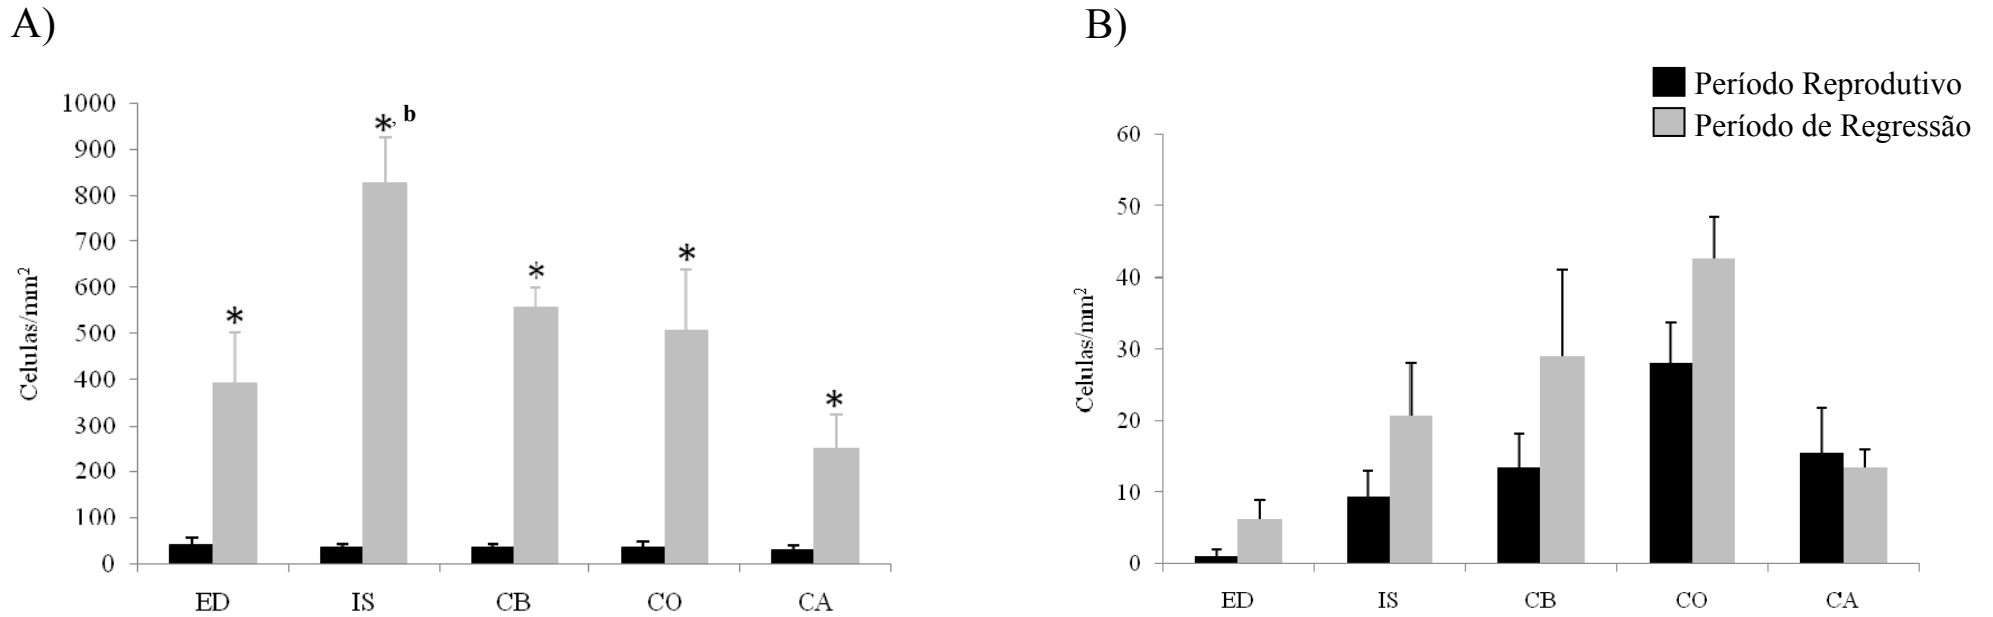 A)
1000
900
800
700
600
500
400
300
200
100
0
Celulas/mm²
*
*, b
*
*
*
ED IS CB CO CA
B)
Período Reprodutivo
Período de Regressão
60
50
40
30
20
10
0
Celulas/mm²
ED IS CB CO CA